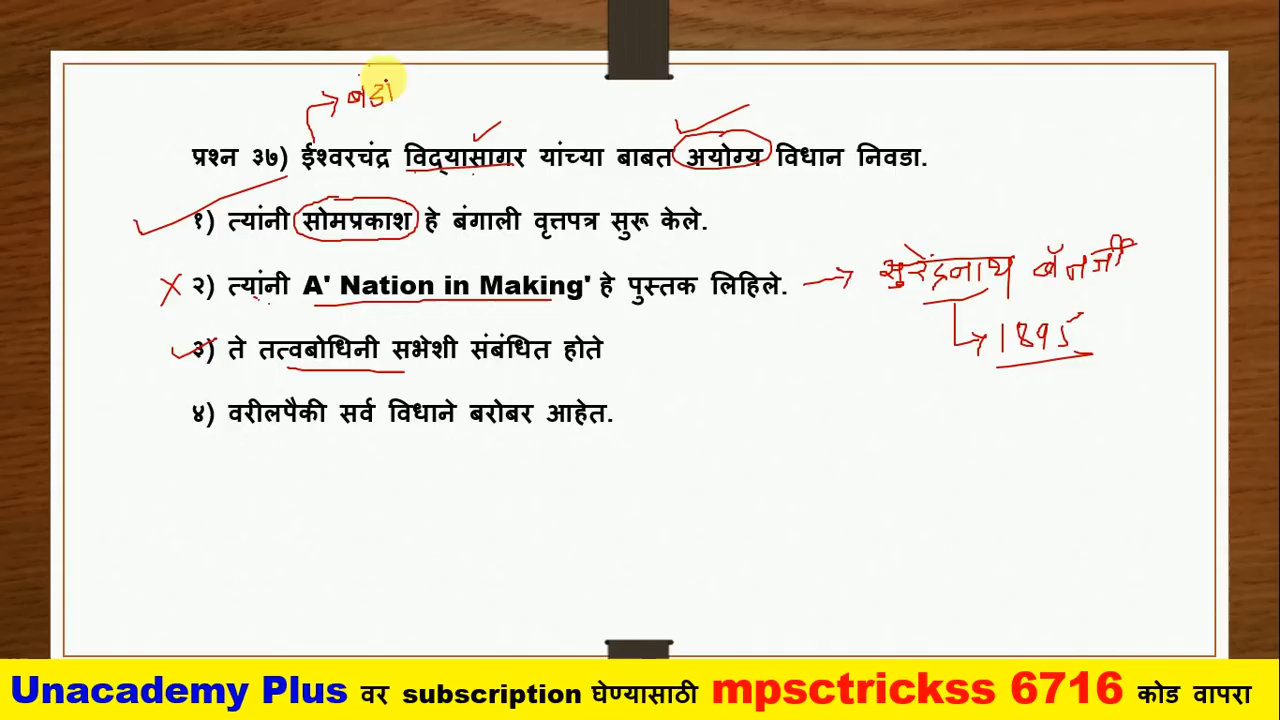 प्रश्न ३७) ईश्वरचंद्र विद्यासागर यांच्या बाबत अयोग्य विधान निवडा.
१) त्यांनी सोमप्रकाश हे बंगाली वृत्तपत्र सुरू केले.
२) त्यांनी A' Nation in Making' हे पुस्तक लिहिले. सुरेंद्रनाथ बॅनर्जी
1895
३) ते तत्वबोधिनी सभेशी संबंधित होते
४) वरीलपैकी सर्व विधाने बरोबर आहेत.
Unacademy Plus वर subscription घेण्यासाठी mpsctrickss 6716 कोड वापरा